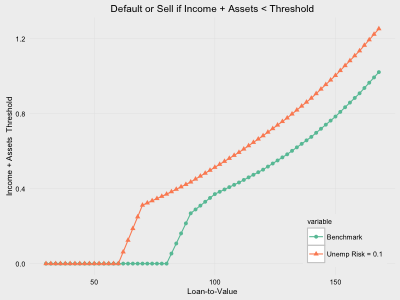 Default or Sell if Income + Assets < Threshold
1.2
0.8
0.4
0.0
Income + Assets Threshold
50
100
150
Loan-to-Value
variable
Benchmark
Unemp Risk = 0.1